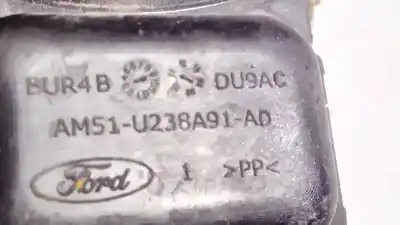 BUR4B DU9AC
AM51-U238A91-AD
Ford 1 >PP<